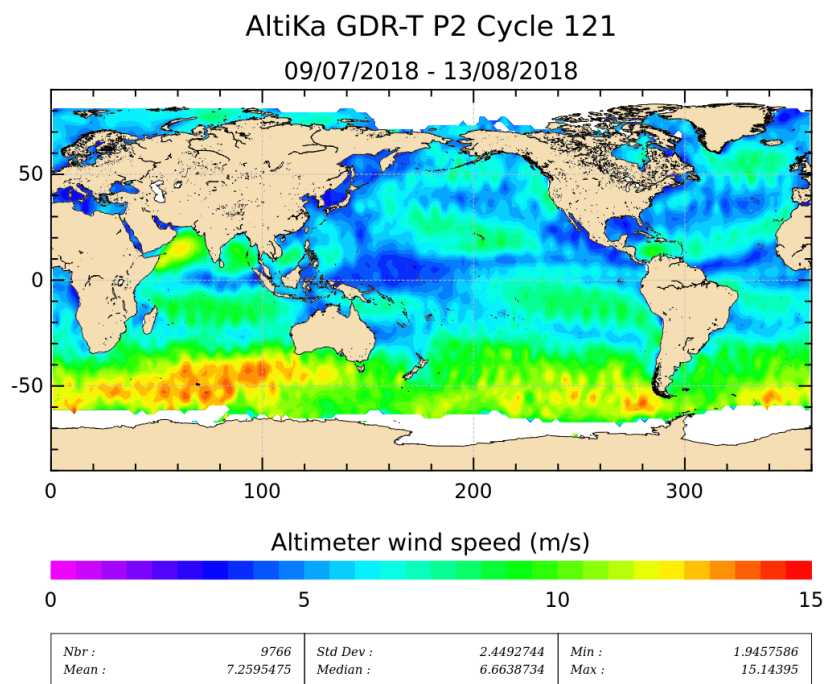 AltiKa GDR-T P2 Cycle 121
09/07/2018 - 13/08/2018
50
0
-50
0 100 200 300
Altimeter wind speed (m/s)
0 5 10 15
Nbr : 9766 Std Dev : 2.4492744 Min : 1.9457586
Mean : 7.2595475 Median : 6.6638734 Max : 15.14395